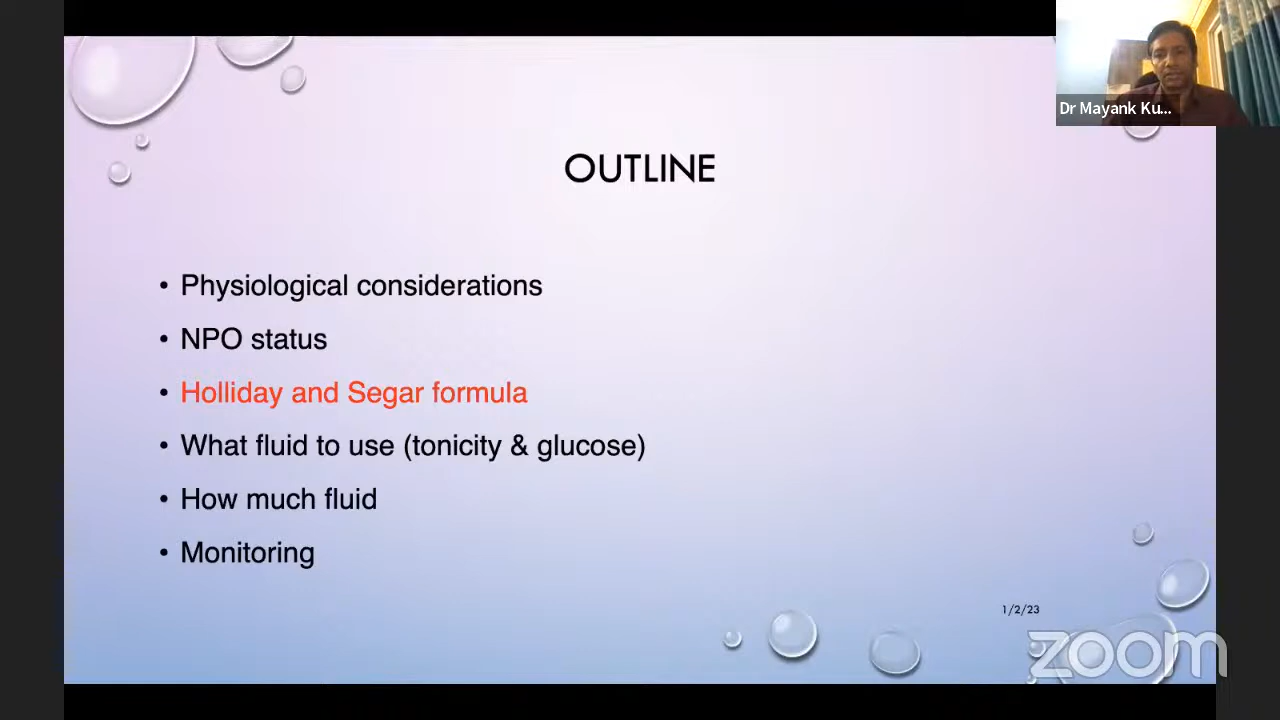 Dr Mayank Ku...
OUTLINE
• Physiological considerations
• NPO status
• Holliday and Segar formula
• What fluid to use (tonicity & glucose)
• How much fluid
• Monitoring
1/2/23
zoom